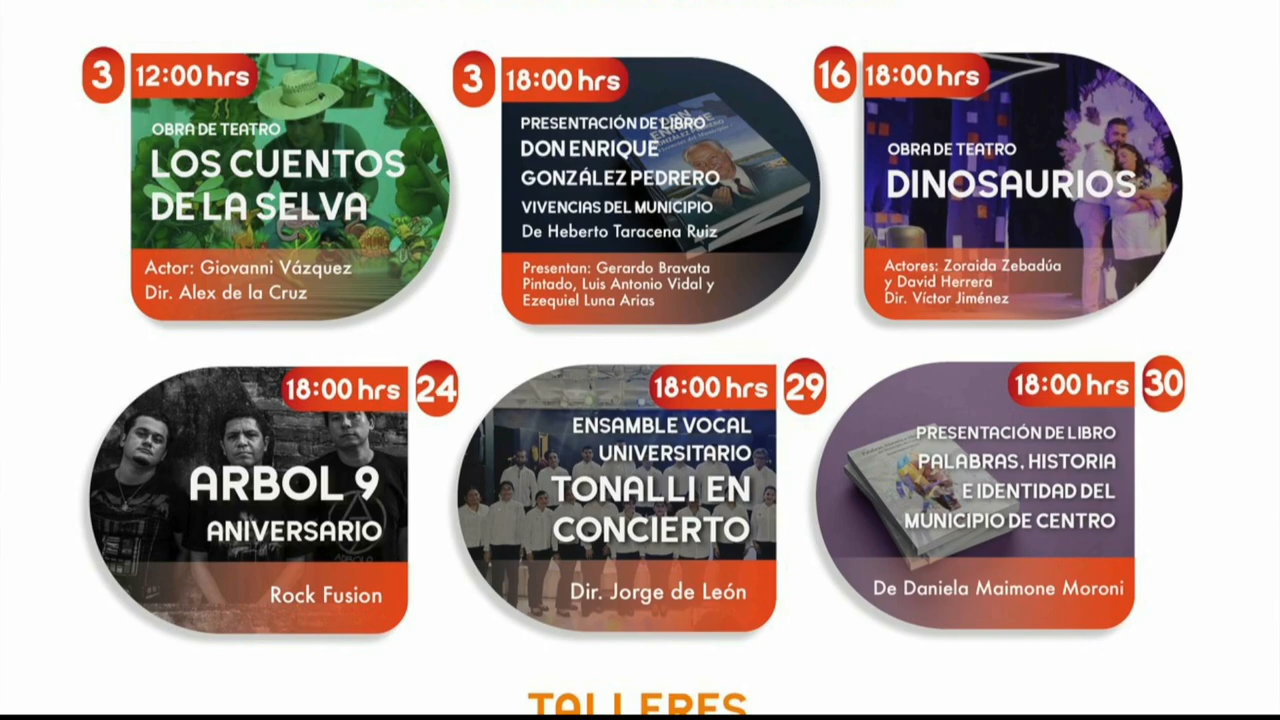 3 12:00 hrs
OBRA DE TEATRO
LOS CUENTOS
DE LA SELVA
Actor: Giovanni Vázquez
Dir. Alex de la Cruz
3 18:00 hrs
PRESENTACIÓN DE LIBRO
DON ENRIQUE
GONZÁLEZ PEDRERO
VIVENCIAS DEL MUNICIPIO
De Heberto Taracena Ruiz
Presentan: Gerardo Bravata
Pintado, Luis Antonio Vidal y
Ezequiel Luna Arias
16 18:00 hrs
OBRA DE TEATRO
DINOSAURIOS
Actores: Zoraida Zebadúa
y David Herrera
Dir. Víctor Jiménez
18:00 hrs 24
ARBOL 9
ANIVERSARIO
Rock Fusion
18:00 hrs 29
ENSAMBLE VOCAL
UNIVERSITARIO
TONALLI EN
CONCIERTO
Dir. Jorge de León
18:00 hrs 30
PRESENTACIÓN DE LIBRO
PALABRAS, HISTORIA
E IDENTIDAD DEL
MUNICIPIO DE CENTRO
De Daniela Maimone Moroni
TALLERES